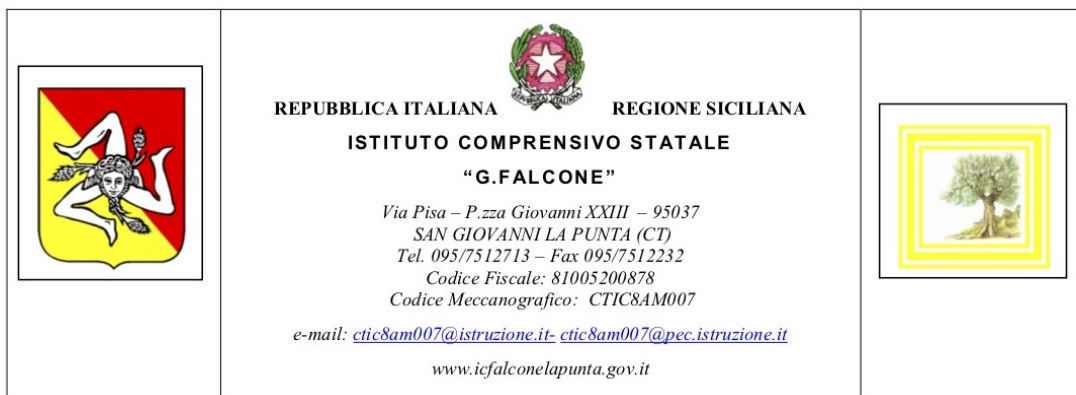 REPUBBLICA ITALIANA REGIONE SICILIANA
ISTITUTO COMPRENSIVO STATALE
“G.FALCONE”
Via Pisa – P.zza Giovanni XXIII – 95037
SAN GIOVANNI LA PUNTA (CT)
Tel. 095/7512713 – Fax 095/7512232
Codice Fiscale: 81005200878
Codice Meccanografico: CTIC8AM007
e-mail: ctic8am007@istruzione.it- ctic8am007@pec.istruzione.it
www.icfalconelapunta.gov.it